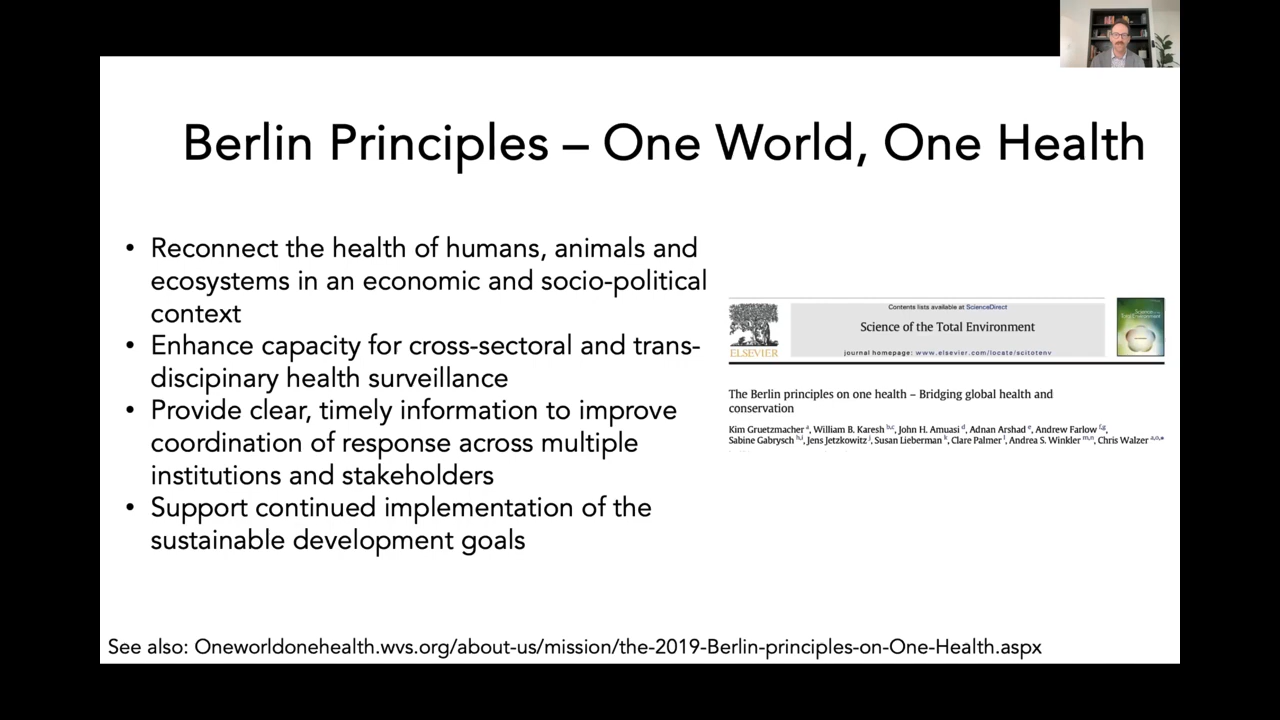 Berlin Principles – One World, One Health
• Reconnect the health of humans, animals and
ecosystems in an economic and socio-political
context
• Enhance capacity for cross-sectoral and trans-
discipinary health surveillance
• Provide clear, timely information to improve
coordination of response across multiple
institutions and stakeholders
• Support continued implementation of the
sustainable development goals
Contents lists available at ScienceDirect
Science of the Total Environment
journal homepage: www.elsevier.com/locate/scitotenv
ELSEVIER
The Berlin principles on one health – Bridging global health and
conservation
Kim Gruetzmacher a, William B. Karesh b,c, John H. Amuasi d, Adnan Arshad e, Andrew Farlow f,g,
Sabine Gabrysch h,i, Jens Jetzkowitz j, Susan Lieberman k, Clare Palmer l, Andrea S. Winkler m,n, Chris Walzer a,o,*
See also: Oneworldonehealth.wvs.org/about-us/mission/the-2019-Berlin-principles-on-One-Health.aspx